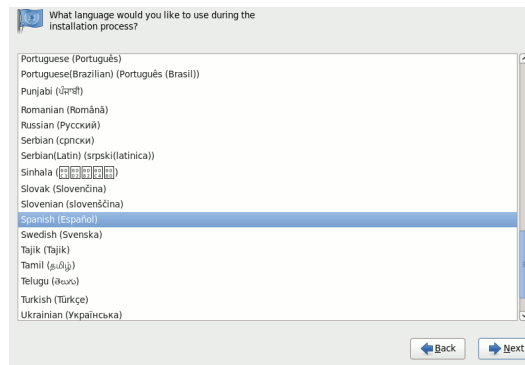 What language would you like to use during the
installation process?
Portuguese (Português)
Portuguese(Brazilian) (Português (Brasil))
Punjabi (ਪੰਜਾਬੀ)
Romanian (Română)
Russian (Русский)
Serbian (српски)
Serbian(Latin) (srpski(latinica))
Sinhala ()
Slovak (Slovenčina)
Slovenian (slovenščina)
Spanish (Español)
Swedish (Svenska)
Tajik (Tajik)
Tamil (தமிழ்)
Telugu (తెలుగు)
Turkish (Türkçe)
Ukrainian (Українська)
Back
Next